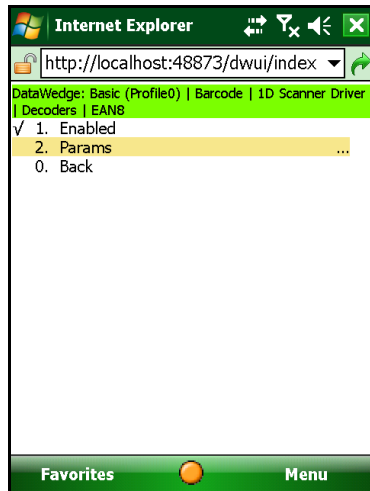 Internet Explorer
http://localhost:48873/dwui/index
DataWedge: Basic (Profile0) | Barcode | 1D Scanner Driver
| Decoders | EAN8
√ 1. Enabled
2. Params ...
0. Back
Favorites Menu